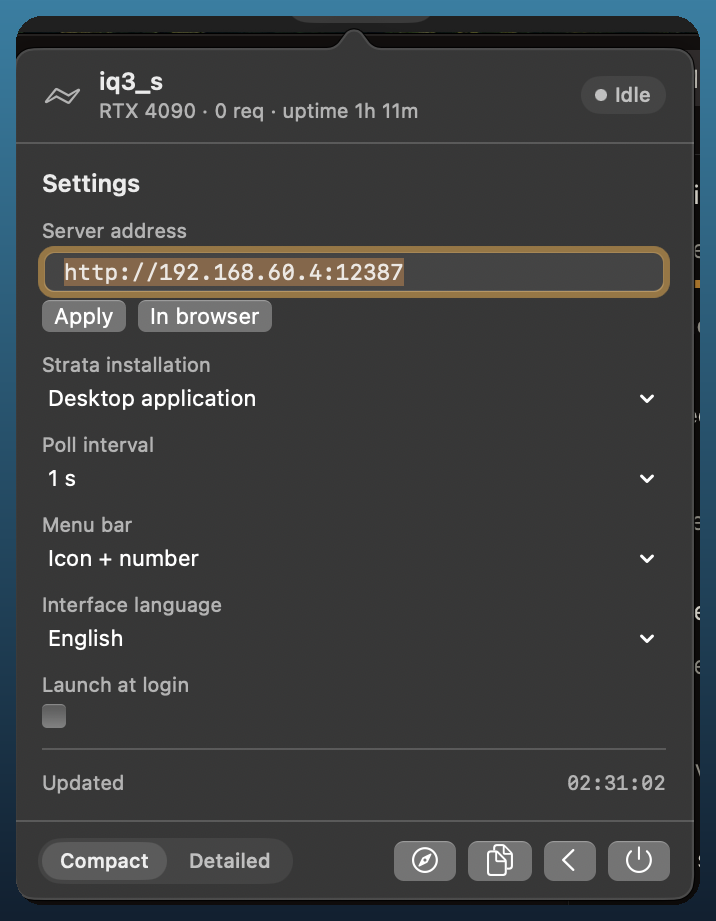 iq3_s
RTX 4090 · 0 req · uptime 1h 11m
Idle
Settings
Server address
http://192.168.60.4:12387
Apply
In browser
Strata installation
Desktop application
Poll interval
1 s
Menu bar
Icon + number
Interface language
English
Launch at login
Updated
02:31:02
Compact
Detailed